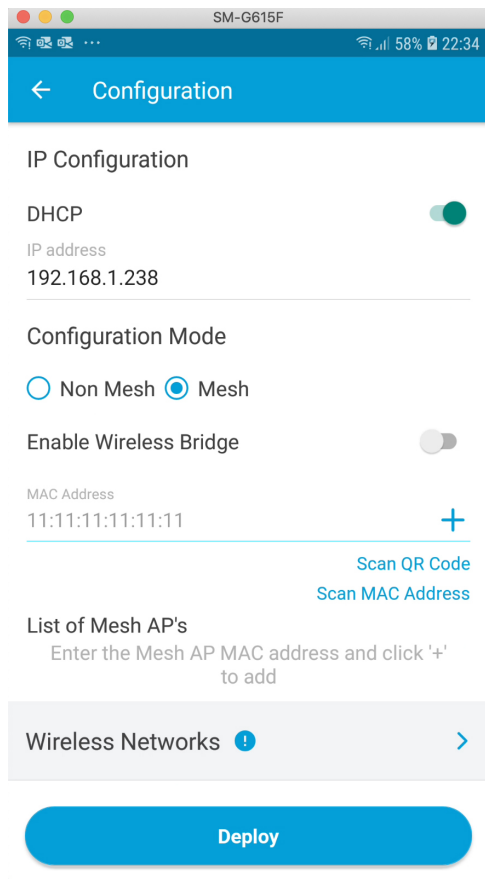 SM-G615F
58% 22:34
Configuration
IP Configuration
DHCP
IP address
192.168.1.238
Configuration Mode
Non Mesh Mesh
Enable Wireless Bridge
MAC Address
11:11:11:11:11:11
Scan QR Code
Scan MAC Address
List of Mesh AP's
Enter the Mesh AP MAC address and click '+'
to add
Wireless Networks
Deploy